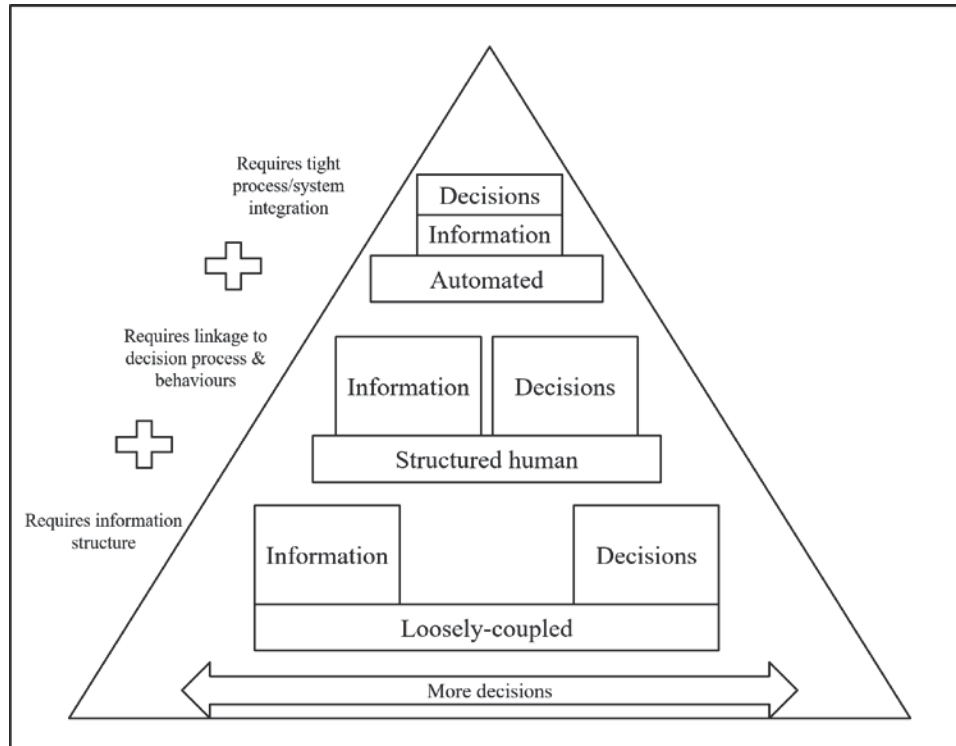 Requires tight
process/system
integration
Decisions
Information
Automated
Requires linkage to
decision process &
behaviours
Information
Decisions
Structured human
Requires information
structure
Information
Decisions
Loosely-coupled
More decisions